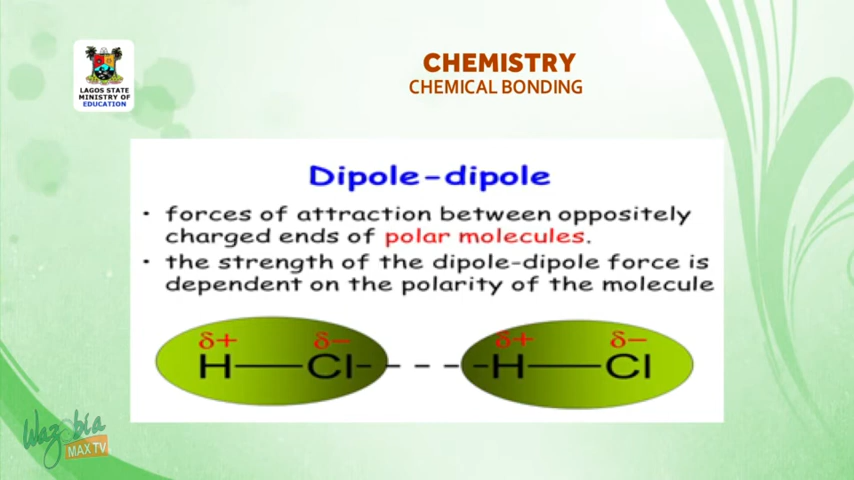 CHEMISTRY
CHEMICAL BONDING
LAGOS STATE
MINISTRY OF
EDUCATION
Dipole-dipole
• forces of attraction between oppositely
charged ends of polar molecules.
• the strength of the dipole-dipole force is
dependent on the polarity of the molecule
δ+ δ− δ+ δ−
H—Cl- - - -H—Cl
Wazobia
MAX TV